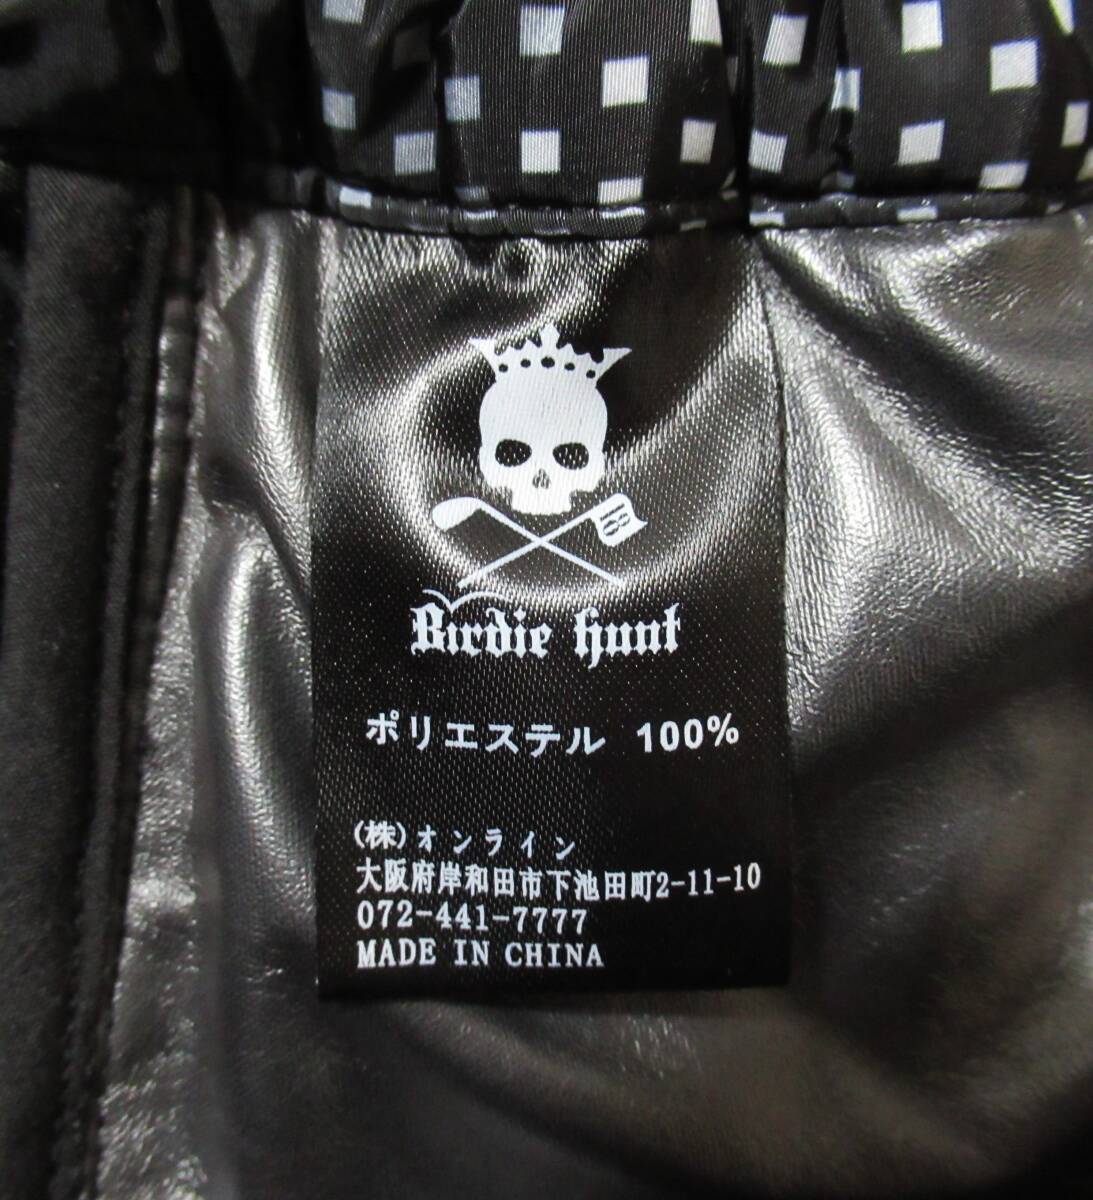 18
Birdie hunt
ポリエステル 100%
(株)オンライン
大阪府岸和田市下池田町2-11-10
072-441-7777
MADE IN CHINA